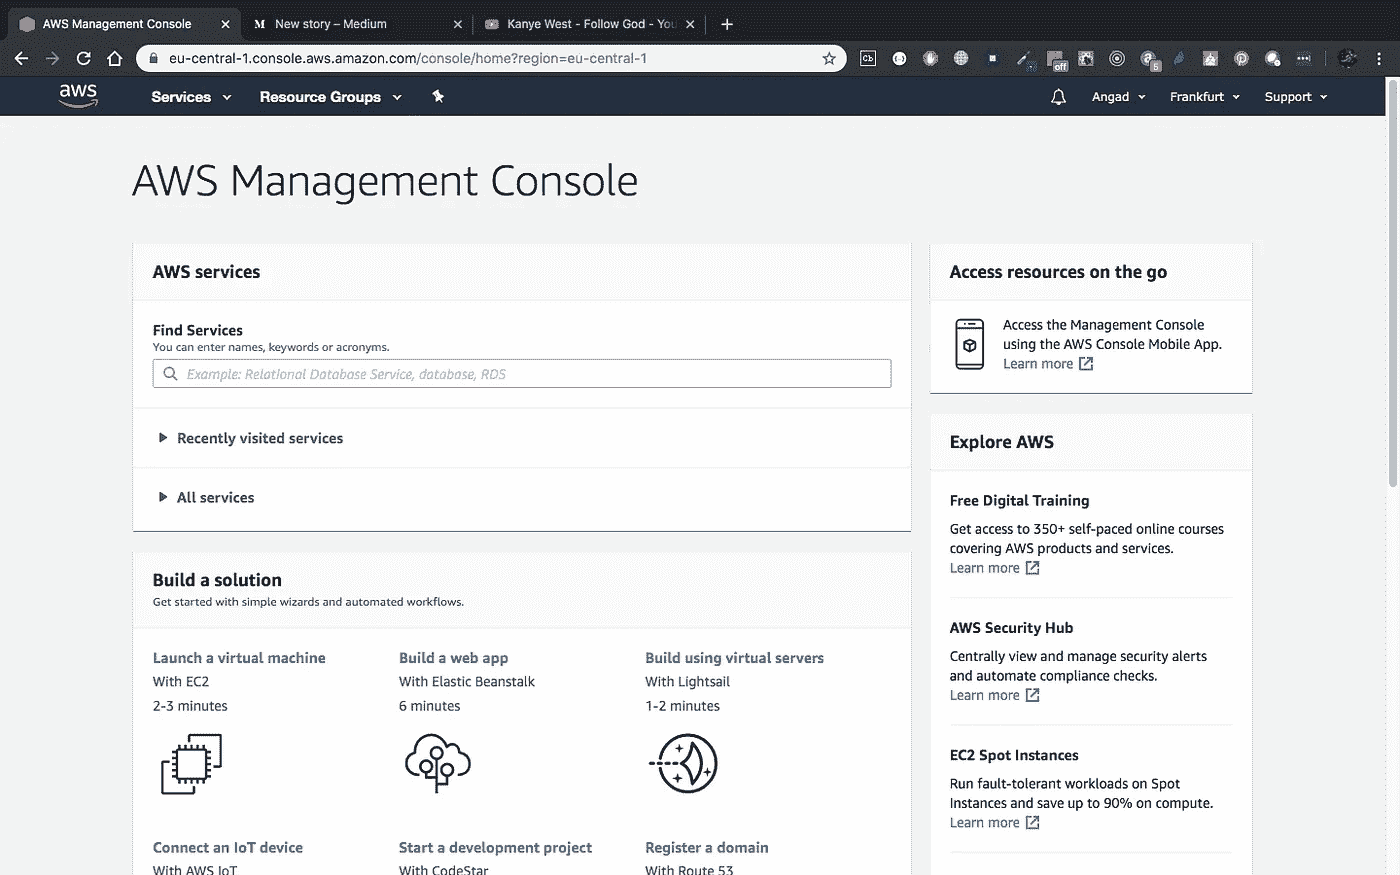 AWS Management Console
New story – Medium
Kanye West - Follow God - You
eu-central-1.console.aws.amazon.com/console/home?region=eu-central-1
Cb
off
5
aws
Services
Resource Groups
Angad
Frankfurt
Support
AWS Management Console
AWS services
Find Services
You can enter names, keywords or acronyms.
Example: Relational Database Service, database, RDS
Recently visited services
All services
Build a solution
Get started with simple wizards and automated workflows.
Launch a virtual machine
With EC2
2-3 minutes
Build a web app
With Elastic Beanstalk
6 minutes
Build using virtual servers
With Lightsail
1-2 minutes
Connect an IoT device
With AWS IoT
Start a development project
With CodeStar
Register a domain
With Route 53
Access resources on the go
Access the Management Console
using the AWS Console Mobile App.
Learn more
Explore AWS
Free Digital Training
Get access to 350+ self-paced online courses
covering AWS products and services.
Learn more
AWS Security Hub
Centrally view and manage security alerts
and automate compliance checks.
Learn more
EC2 Spot Instances
Run fault-tolerant workloads on Spot
Instances and save up to 90% on compute.
Learn more